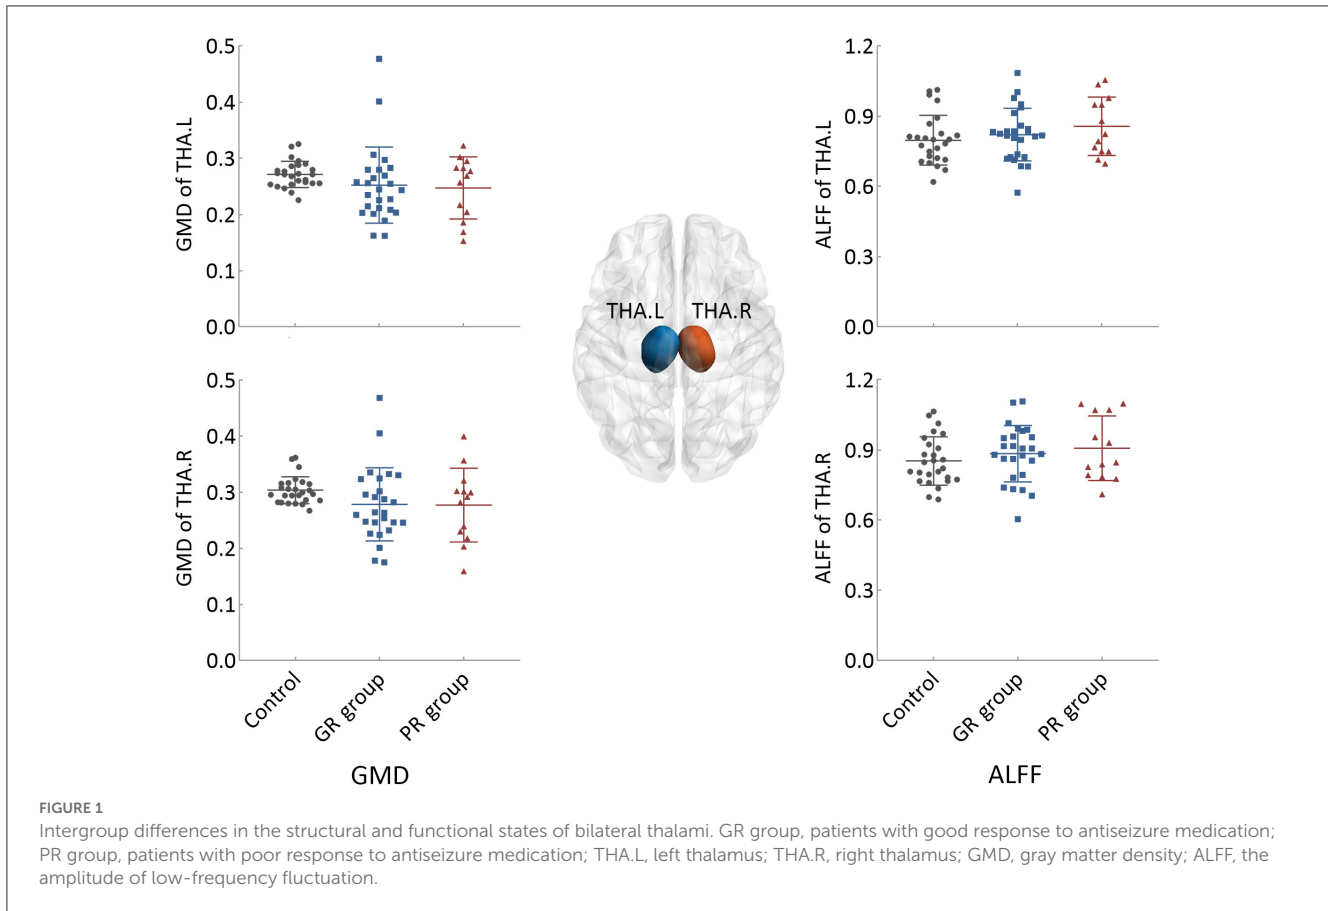 0.5
0.4
0.3
0.2
0.1
0.0
GMD of THA.L
1.2
0.9
0.6
0.3
0.0
ALFF of THA.L
THA.L
THA.R
0.5
0.4
0.3
0.2
0.1
0.0
GMD of THA.R
Control
GR group
PR group
GMD
1.2
0.9
0.6
0.3
0.0
ALFF of THA.R
Control
GR group
PR group
ALFF
FIGURE 1
Intergroup differences in the structural and functional states of bilateral thalami. GR group, patients with good response to antiseizure medication;
PR group, patients with poor response to antiseizure medication; THA.L, left thalamus; THA.R, right thalamus; GMD, gray matter density; ALFF, the
amplitude of low-frequency fluctuation.